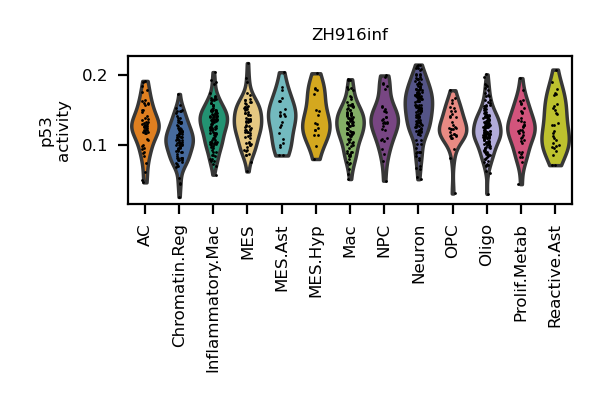 ZH916inf
p53
activity
0.2
0.1
AC
Chromatin.Reg
Inflammatory.Mac
MES
MES.Ast
MES.Hyp
Mac
NPC
Neuron
OPC
Oligo
Prolif.Metab
Reactive.Ast